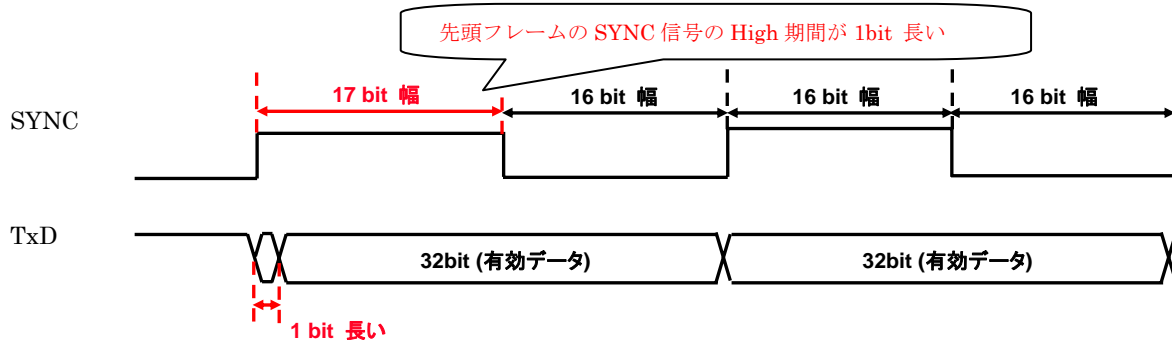 先頭フレームの SYNC 信号の High 期間が 1bit 長い
17 bit 幅
16 bit 幅
16 bit 幅
16 bit 幅
SYNC
TxD
32bit (有効データ)
32bit (有効データ)
1 bit 長い